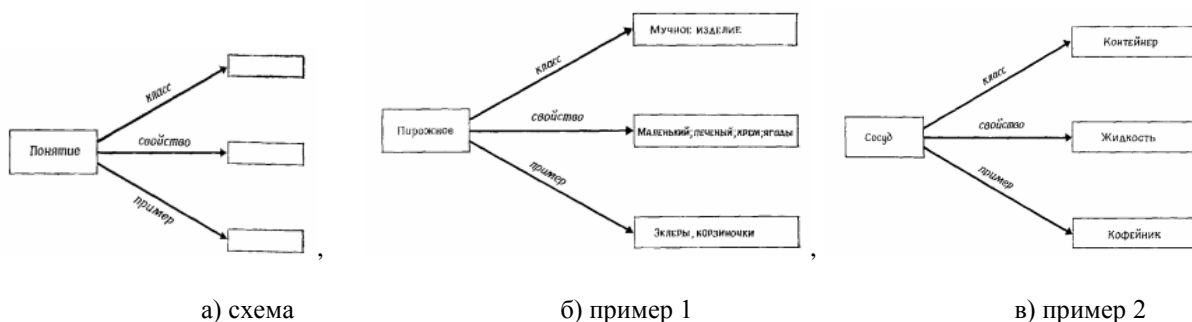 класс
Понятие
свойство
пример
,
Мучное изделие
класс
Пирожное
свойство
Маленький; печеный; крем; ягоды
пример
Эклеры, корзиночки
,
Контейнер
класс
Сосуд
свойство
Жидкость
пример
Кофейник
а) схема
б) пример 1
в) пример 2